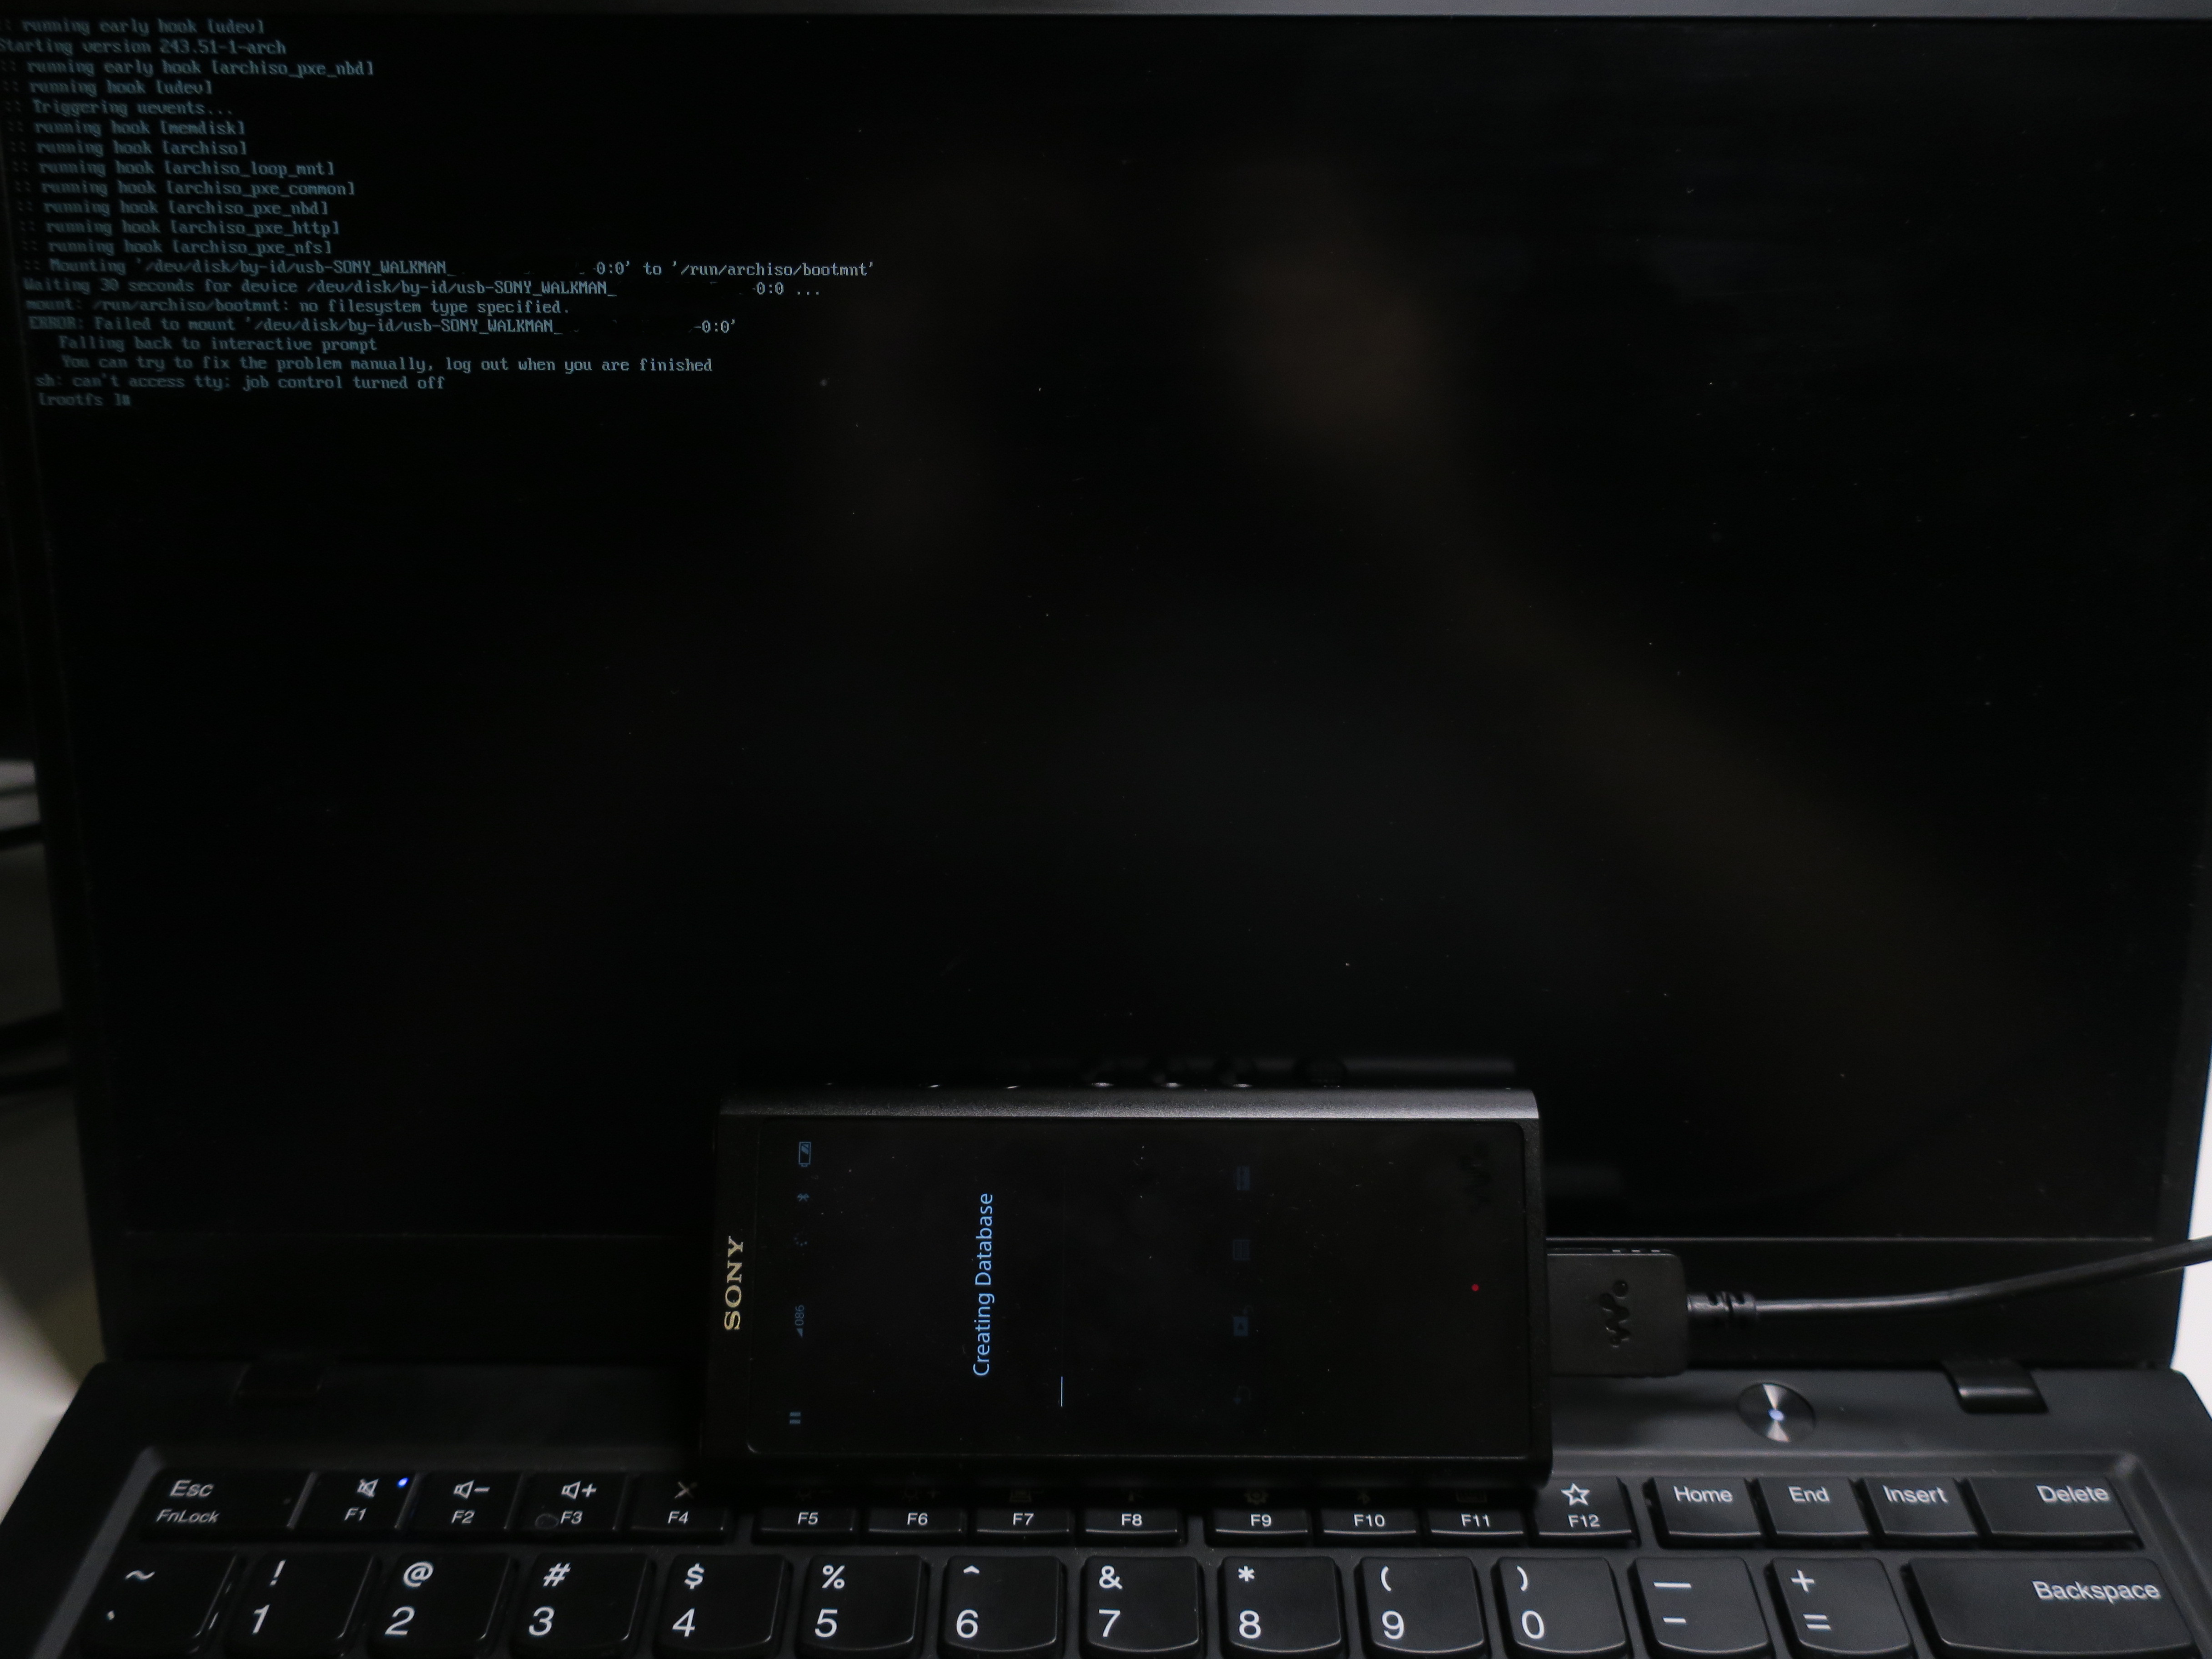 :: running early hook [udev]
Starting version 243.51-1-arch
:: running early hook [archiso_pxe_nbd]
:: running hook [udev]
:: Triggering uevents...
:: running hook [memdisk]
:: running hook [archiso]
:: running hook [archiso_loop_mnt]
:: running hook [archiso_pxe_common]
:: running hook [archiso_pxe_nbd]
:: running hook [archiso_pxe_http]
:: running hook [archiso_pxe_nfs]
:: Mounting '/dev/disk/by-id/usb-SONY_WALKMAN_ -0:0' to '/run/archiso/bootmnt'
Waiting 30 seconds for device /dev/disk/by-id/usb-SONY_WALKMAN_ -0:0 ...
mount: /run/archiso/bootmnt: no filesystem type specified.
ERROR: Failed to mount '/dev/disk/by-id/usb-SONY_WALKMAN_ -0:0'
Falling back to interactive prompt
You can try to fix the problem manually, log out when you are finished
sh: can't access tty: job control turned off
[rootfs ]#
SONY
086
Creating Database
Esc
FnLock
F1
F2
F3
F4
F5
F6
F7
F8
F9
F10
F11
F12
Home
End
Insert
Delete
~ ! @ # $ % ^ & * ( ) — +
` 1 2 3 4 5 6 7 8 9 0 - =
Backspace